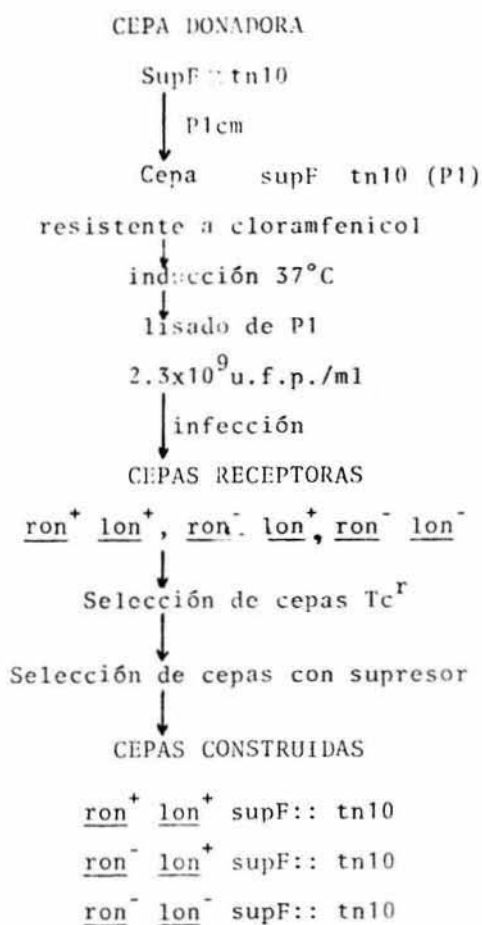 CEPA DONADORA
SupF::tn10
P1cm
Cepa supF tn10 (P1)
resistente a cloramfenicol
inducción 37°C
lisado de P1
2.3x10⁹u.f.p./ml
infección
CEPAS RECEPTORAS
ron⁺ lon⁺, ron⁻. lon⁺, ron⁻ lon⁻
Selección de cepas Tcʳ
Selección de cepas con supresor
CEPAS CONSTRUIDAS
ron⁺ lon⁺ supF:: tn10
ron⁻ lon⁺ supF:: tn10
ron⁻ lon⁻ supF:: tn10